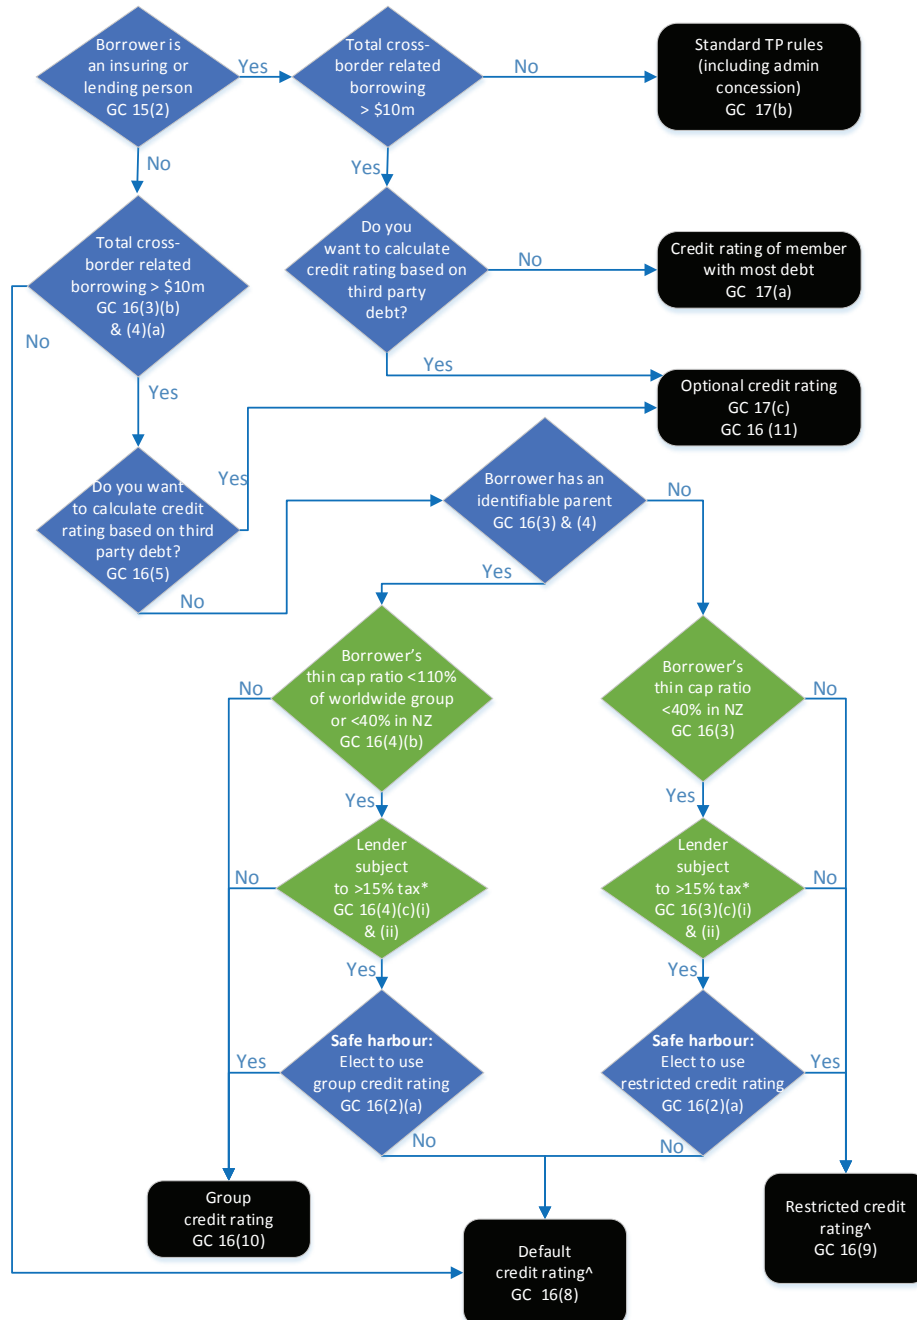 Borrower is
an insuring or
lending person
GC 15(2)
Yes
Total cross-
border related
borrowing
> $10m
No
Standard TP rules
(including admin
concession)
GC 17(b)
No
Yes
Total cross-
border related
borrowing > $10m
GC 16(3)(b)
& (4)(a)
Do you
want to calculate
credit rating based on
third party
debt?
No
Credit rating of member
with most debt
GC 17(a)
No
Yes
Yes
Optional credit rating
GC 17(c)
GC 16 (11)
Do you want
to calculate credit
rating based on third
party debt?
GC 16(5)
Yes
No
Borrower has an
identifiable parent
GC 16(3) & (4)
No
Yes
Borrower's
thin cap ratio <110%
of worldwide group
or <40% in NZ
GC 16(4)(b)
No
Borrower's
thin cap ratio
<40% in NZ
GC 16(3)
No
Yes
Yes
Lender
subject
to >15% tax*
GC 16(4)(c)(i)
& (ii)
No
Lender
subject
to >15% tax*
GC 16(3)(c)(i)
& (ii)
No
Yes
Yes
Safe harbour:
Elect to use
group credit rating
GC 16(2)(a)
Yes
Safe harbour:
Elect to use
restricted credit rating
GC 16(2)(a)
Yes
No
No
Group
credit rating
GC 16(10)
Default
credit rating^
GC 16(8)
Restricted credit
rating^
GC 16(9)